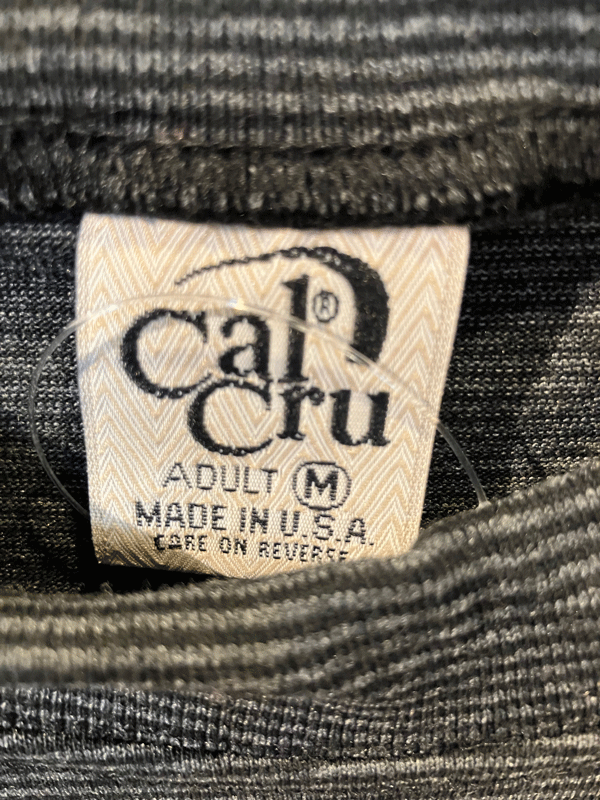 Cal®
Cru
ADULT M
MADE IN U.S.A.
CARE ON REVERSE